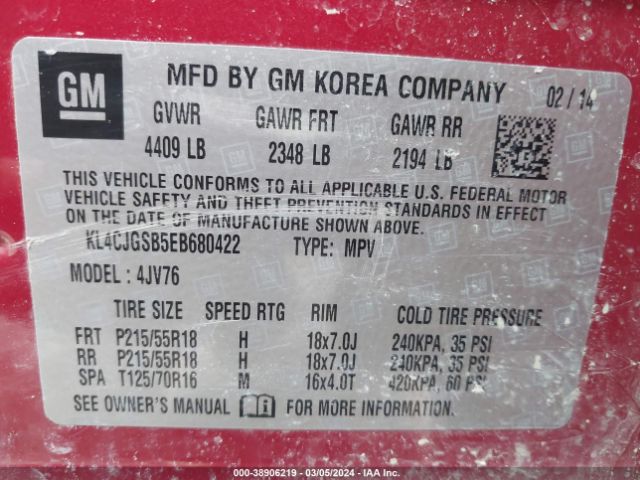 GM
MFD BY GM KOREA COMPANY 02 / 14
GVWR GAWR FRT GAWR RR
4409 LB 2348 LB 2194 LB
THIS VEHICLE CONFORMS TO ALL APPLICABLE U.S. FEDERAL MOTOR
VEHICLE SAFETY AND THEFT PREVENTION STANDARDS IN EFFECT
ON THE DATE OF MANUFACTURE SHOWN ABOVE.
KL4CJGSB5EB680422 TYPE: MPV
MODEL : 4JV76
TIRE SIZE SPEED RTG RIM COLD TIRE PRESSURE
FRT P215/55R18 H 18x7.0J 240KPA, 35 PSI
RR P215/55R18 H 18x7.0J 240KPA, 35 PSI
SPA T125/70R16 M 16x4.0T 420KPA, 60 PSI
SEE OWNER'S MANUAL FOR MORE INFORMATION.
000-38906219 - 03/05/2024 - IAA Inc.